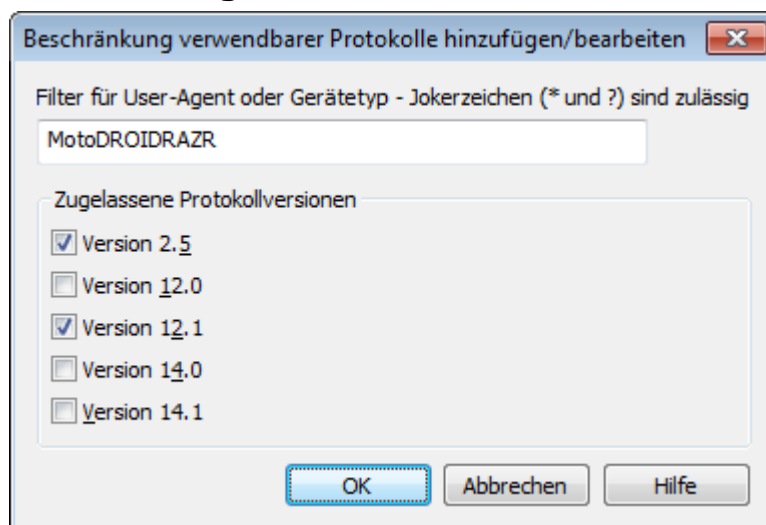 Beschränkung verwendbarer Protokolle hinzufügen/bearbeiten
Filter für User-Agent oder Gerätetyp - Jokerzeichen (* und ?) sind zulässig
MotoDROIDRAZR
Zugelassene Protokollversionen
Version 2.5
Version 12.0
Version 12.1
Version 14.0
Version 14.1
OK Abbrechen Hilfe